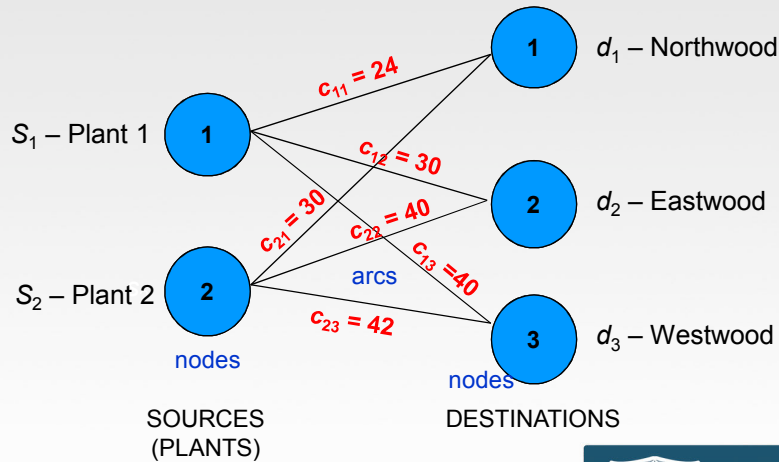 1
d₁ – Northwood
c₁₁ = 24
S₁ – Plant 1
1
c₁₂ = 30
2
d₂ – Eastwood
c₂₁ = 30
c₂₂ = 40
c₁₃ =40
arcs
S₂ – Plant 2
2
c₂₃ = 42
3
d₃ – Westwood
nodes
nodes
SOURCES
(PLANTS)
DESTINATIONS